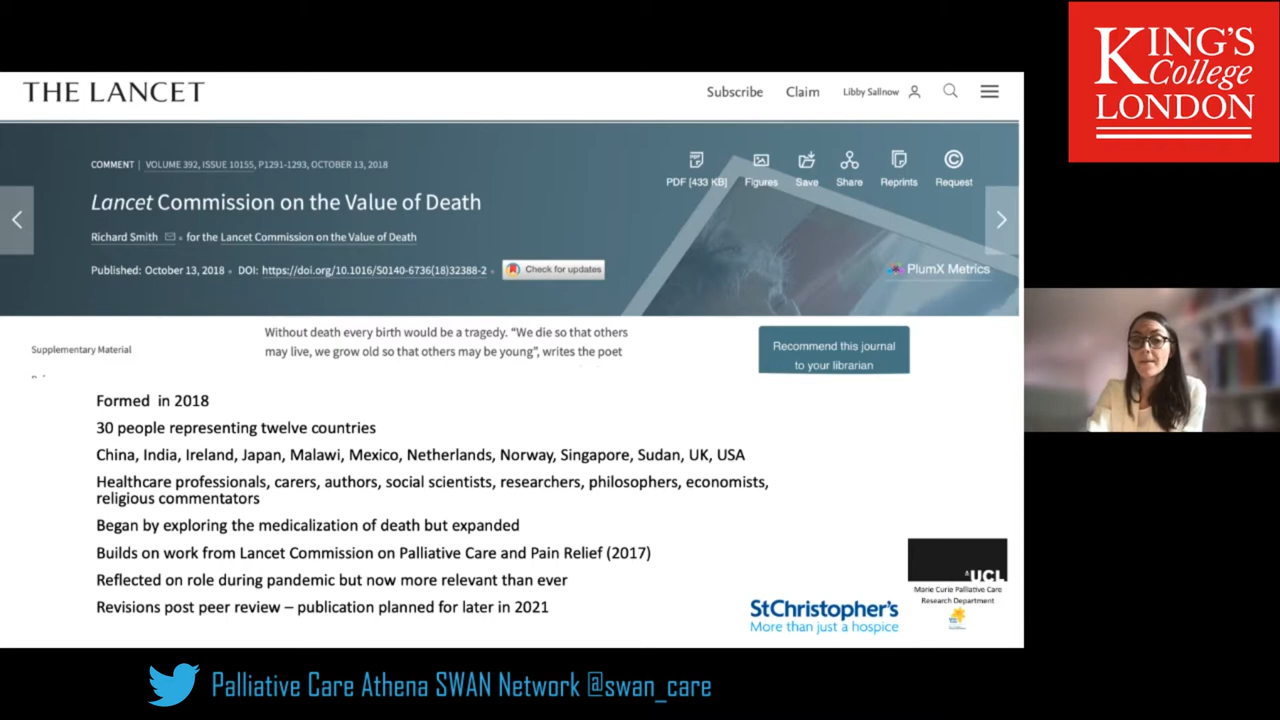 KING'S
College
LONDON
THE LANCET
Subscribe Claim Libby Sallnow
COMMENT | VOLUME 392, ISSUE 10155, P1291-1293, OCTOBER 13, 2018
PDF [433 KB] Figures Save Share Reprints Request
Lancet Commission on the Value of Death
Richard Smith • for the Lancet Commission on the Value of Death
Published: October 13, 2018 • DOI: https://doi.org/10.1016/S0140-6736(18)32388-2 •
Check for updates
PlumX Metrics
Supplementary Material
Without death every birth would be a tragedy. “We die so that others
may live, we grow old so that others may be young”, writes the poet
Recommend this journal
to your librarian
Formed in 2018
30 people representing twelve countries
China, India, Ireland, Japan, Malawi, Mexico, Netherlands, Norway, Singapore, Sudan, UK, USA
Healthcare professionals, carers, authors, social scientists, researchers, philosophers, economists,
religious commentators
Began by exploring the medicalization of death but expanded
Builds on work from Lancet Commission on Palliative Care and Pain Relief (2017)
Reflected on role during pandemic but now more relevant than ever
Revisions post peer review – publication planned for later in 2021
StChristopher's
More than just a hospice
UCL
Marie Curie Palliative Care
Research Department
Palliative Care Athena SWAN Network @swan_care